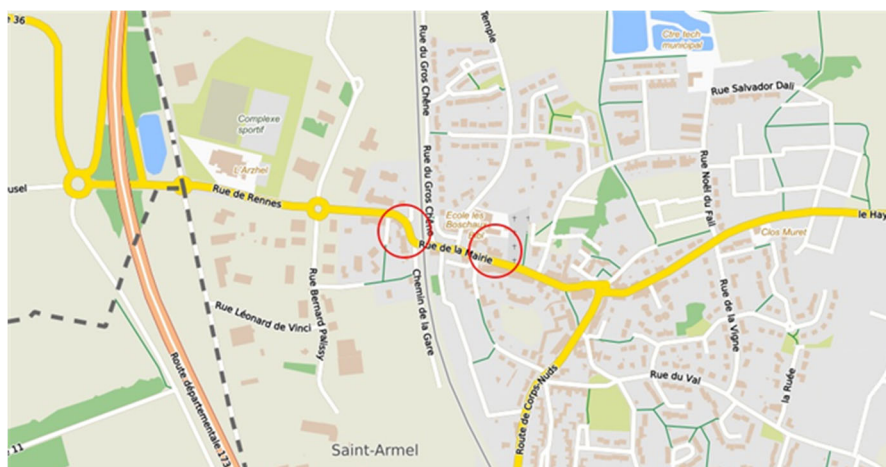 e 36
Temple
Ctre tech
municipal
Rue du Gros Chêne
Rue Salvador Dali
Complexe
sportif
L'Arzhel
Rue du Gros Chêne
Rue Noël du Fail
usel
Rue de Rennes
Ecole les
le Hay
Rue de la Mairie
Clos Muret
Chemin de la Gare
Rue Bernard Palissy
Rue Léonard de Vinci
Rue de la Vigne
Route départementale 173
Route de Corps-Nuds
Rue du Val
la Ruée
11
Saint-Armel